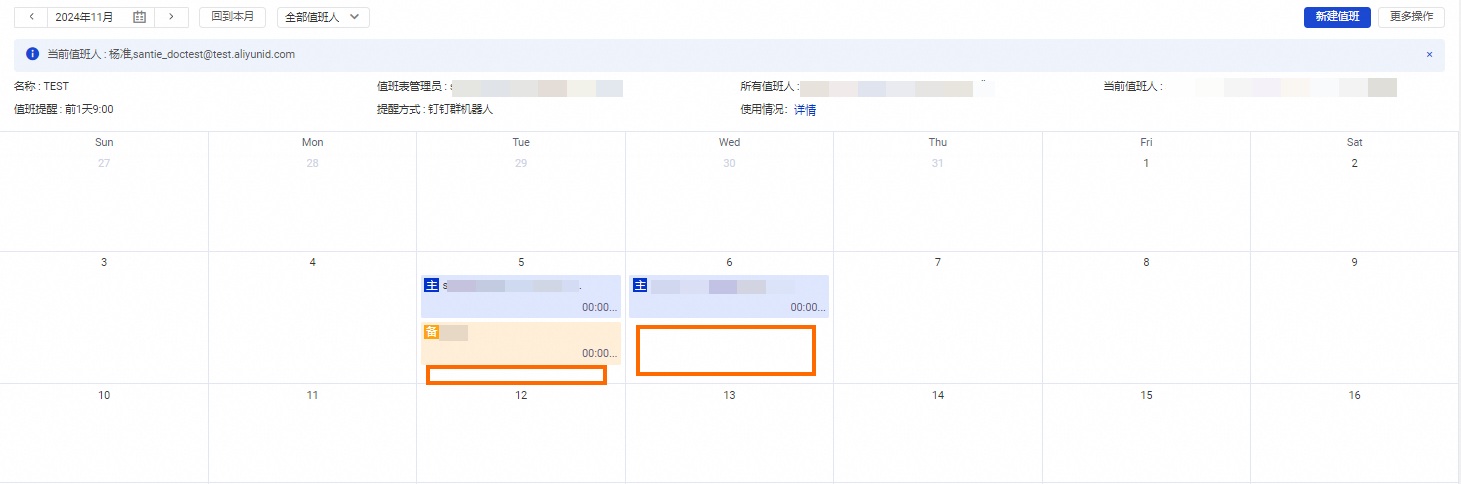 2024年11月 回到本月 全部值班人 新建值班 更多操作
当前值班人 : 杨准,santie_doctest@test.aliyunid.com
名称 : TEST 值班表管理员 : 所有值班人 : 当前值班人 :
值班提醒 : 前1天9:00 提醒方式 : 钉钉群机器人 使用情况: 详情
Sun Mon Tue Wed Thu Fri Sat
27 28 29 30 31 1 2
3 4 5 6 7 8 9
主 s 主
00:00... 00:00...
备
00:00...
10 11 12 13 14 15 16